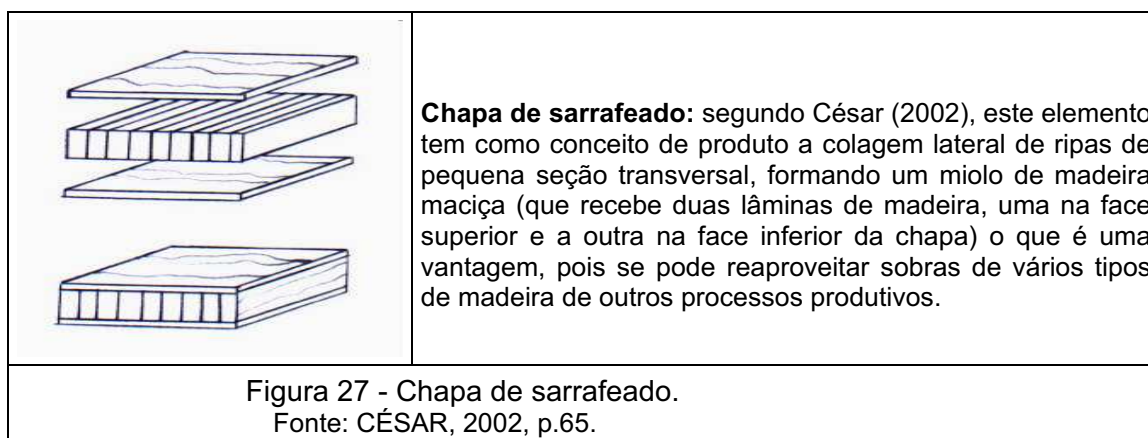 Chapa de sarrafeado: segundo César (2002), este elemento
tem como conceito de produto a colagem lateral de ripas de
pequena seção transversal, formando um miolo de madeira
maciça (que recebe duas lâminas de madeira, uma na face
superior e a outra na face inferior da chapa) o que é uma
vantagem, pois se pode reaproveitar sobras de vários tipos
de madeira de outros processos produtivos.
Figura 27 - Chapa de sarrafeado.
Fonte: CÉSAR, 2002, p.65.